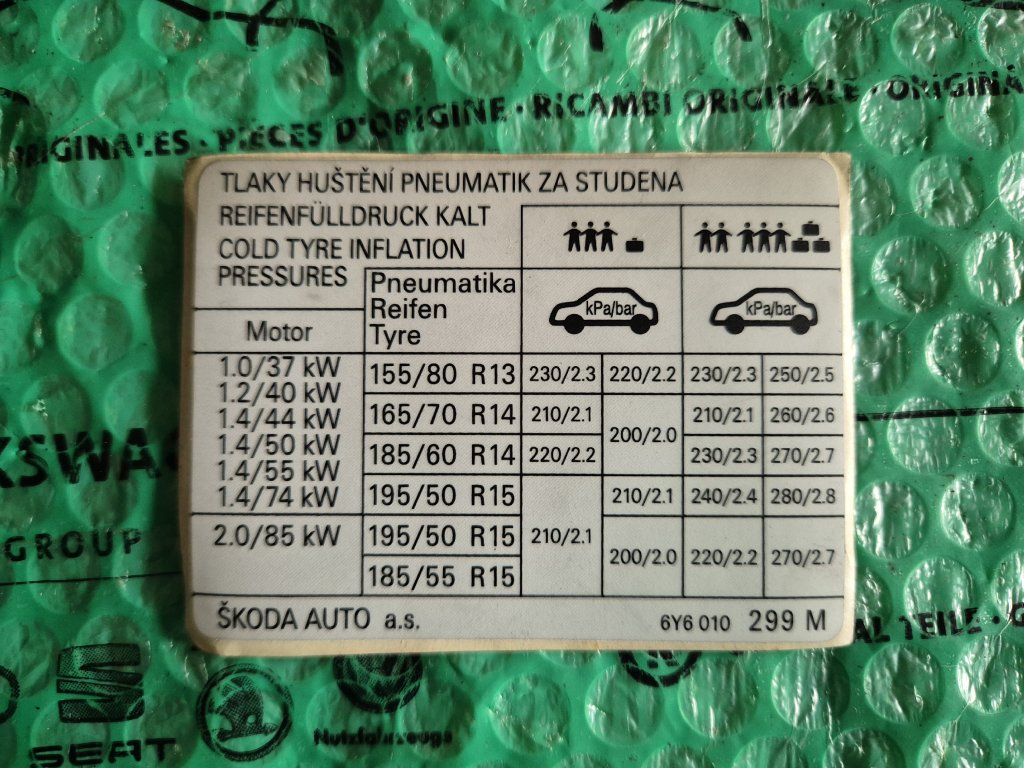 ORIGINALES · PIÈCES D'ORIGINE · RICAMBI ORIGINALE ·
TLAKY HUŠTĚNÍ PNEUMATIK ZA STUDENA
REIFENFÜLLDRUCK KALT
COLD TYRE INFLATION
PRESSURES
Motor
Pneumatika
Reifen
Tyre
kPa/bar kPa/bar
1.0/37 kW
1.2/40 kW
1.4/44 kW
1.4/50 kW
1.4/55 kW
1.4/74 kW
155/80 R13 230/2.3 220/2.2 230/2.3 250/2.5
165/70 R14 210/2.1 200/2.0 210/2.1 260/2.6
185/60 R14 220/2.2 230/2.3 270/2.7
195/50 R15 210/2.1 240/2.4 280/2.8
2.0/85 kW 195/50 R15 210/2.1 200/2.0 220/2.2 270/2.7
185/55 R15
ŠKODA AUTO a.s. 6Y6 010 299 M
KSWAG
GROUP
TEILE ·
SEAT
Nutzfahrzeuge